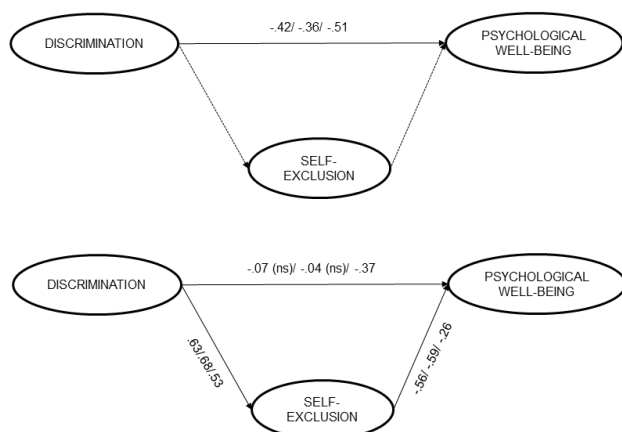 DISCRIMINATION
-.42/ -.36/ -.51
PSYCHOLOGICAL
WELL-BEING
SELF-
EXCLUSION
DISCRIMINATION
-.07 (ns)/ -.04 (ns)/ -.37
PSYCHOLOGICAL
WELL-BEING
.63/.68/.53
-.56/ -.59/ -.26
SELF-
EXCLUSION